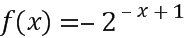 f(x) = – 2^{– x + 1}